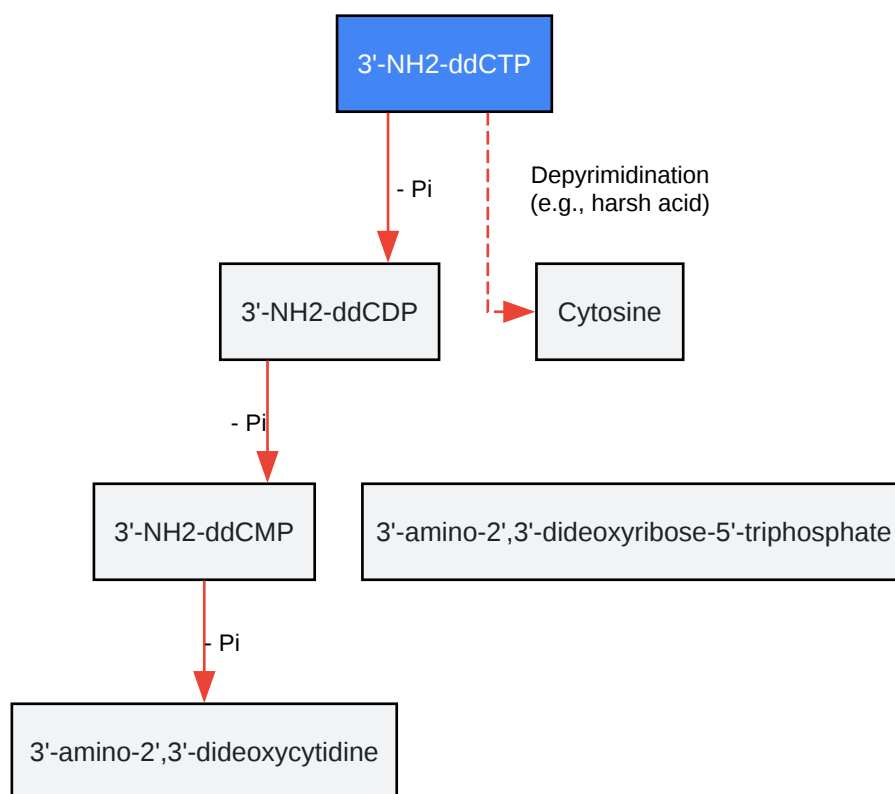 3'-NH2-ddCTP
Depyrimidination
(e.g., harsh acid)
- Pi
3'-NH2-ddCDP
Cytosine
- Pi
3'-NH2-ddCMP
3'-amino-2',3'-dideoxyribose-5'-triphosphate
- Pi
3'-amino-2',3'-dideoxycytidine